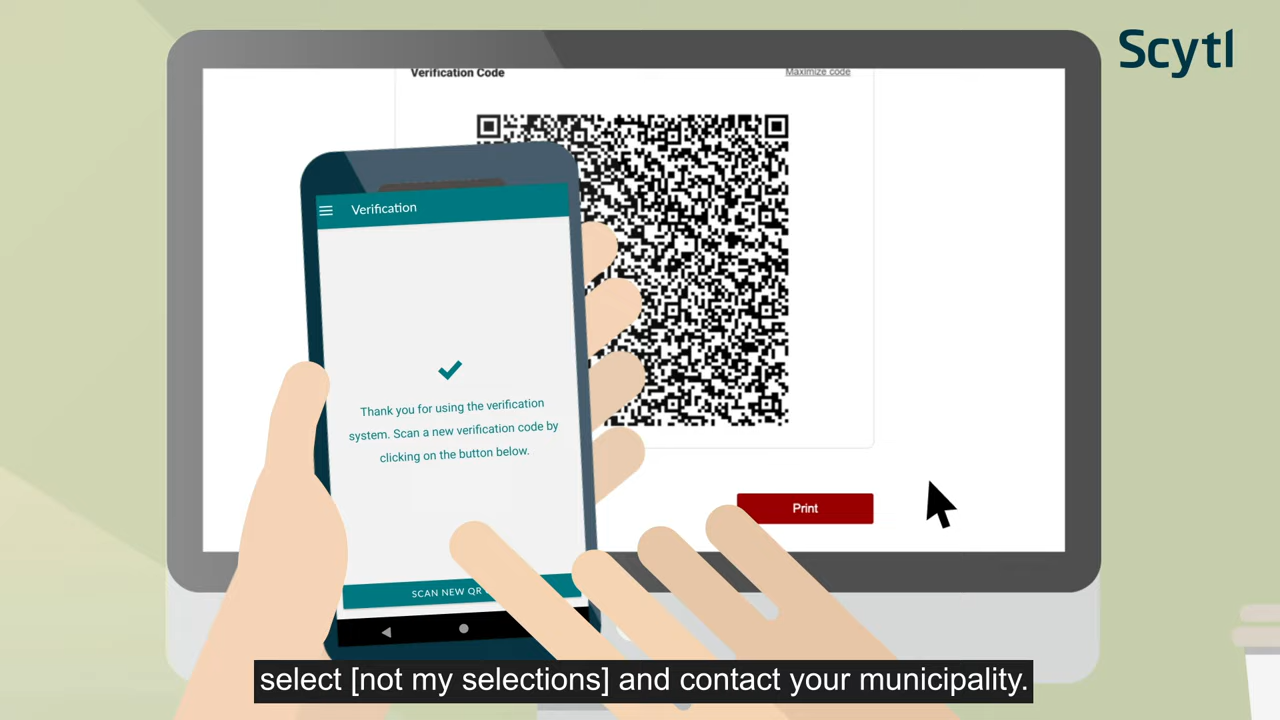 Scytl
Verification Code
Maximize code
Verification
Thank you for using the verification
system. Scan a new verification code by
clicking on the button below.
Print
SCAN NEW QR
select [not my selections] and contact your municipality.